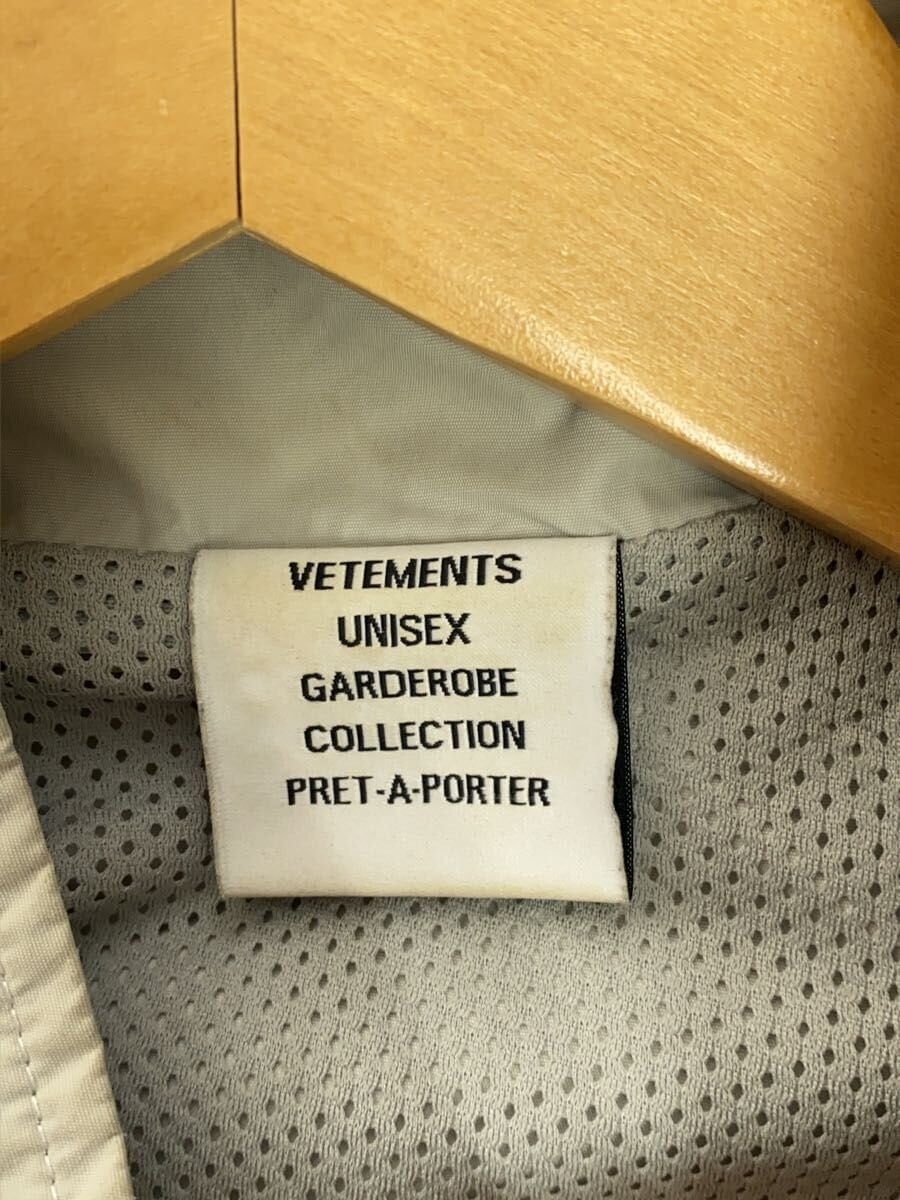 VETEMENTS
UNISEX
GARDEROBE
COLLECTION
PRET-A-PORTER